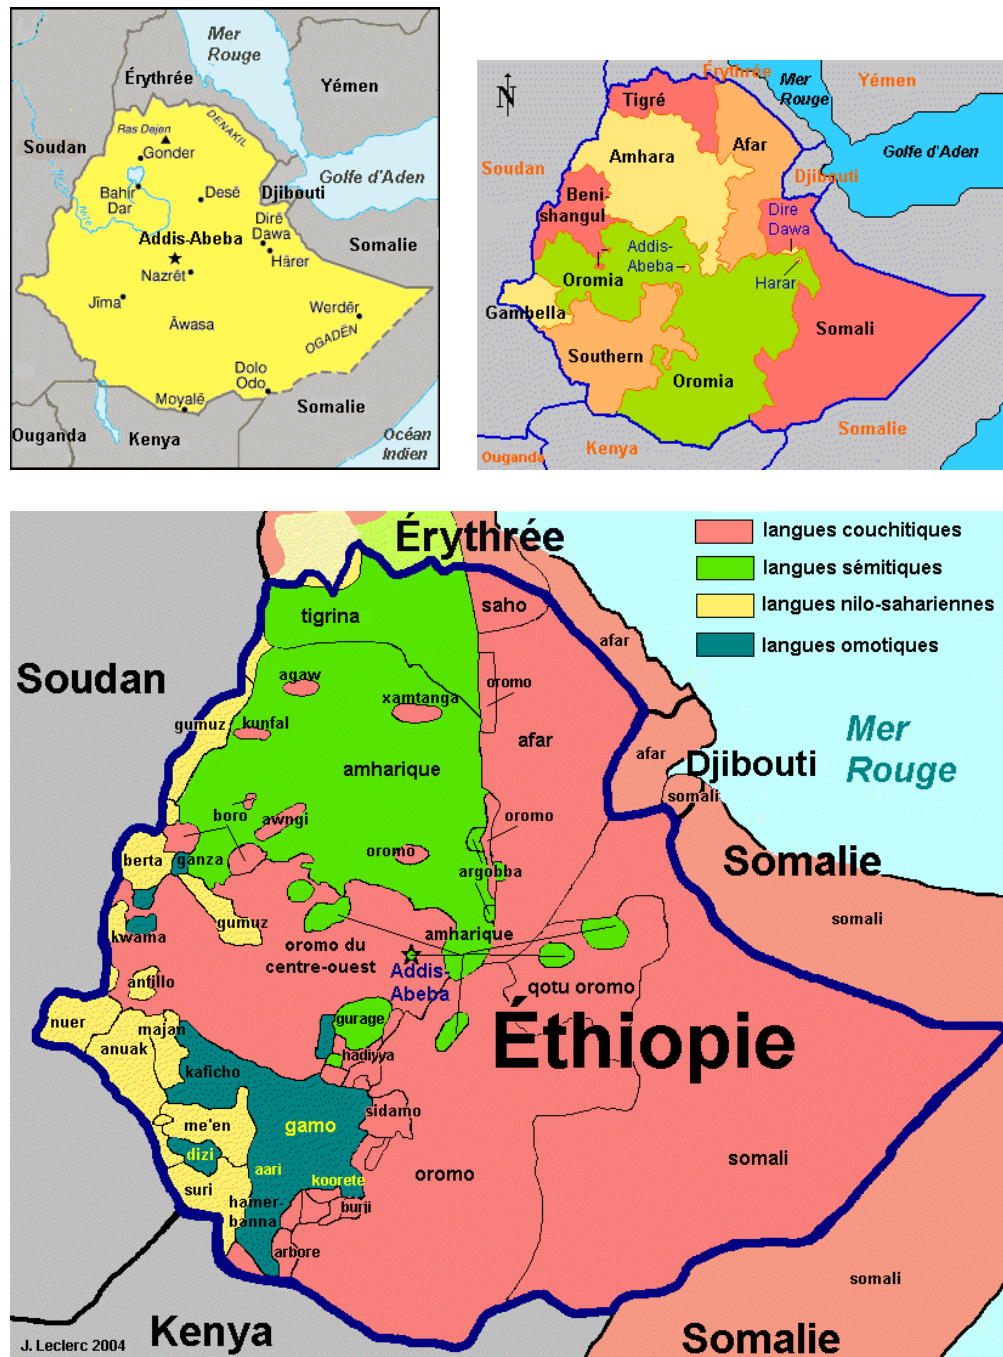 Mer
Rouge
Érythrée
Yémen
Ras Dejen
DENAKIL
Soudan
Gonder
Golfe d'Aden
Bahir
Dar
Desē
Djibouti
Nil
Dirē
Dawa
Addis-Abeba
Somalie
Hārer
Nazrēt
Jīma
Werdēr
Āwasa
OGADĒN
Dolo
Odo
Moyalē
Somalie
Ouganda
Kenya
Océan
Indien
N
Érythrée
Mer
Rouge
Yémen
Tigré
Amhara
Afar
Golfe d'Aden
Soudan
Djibouti
Beni-
shangul
Dire
Dawa
Addis-
Abeba
Oromia
Harar
Gambella
Somali
Southern
Oromia
Somalie
Kenya
Ouganda
Érythrée
langues couchitiques
langues sémitiques
langues nilo-sahariennes
langues omotiques
tigrina
saho
afar
Soudan
agaw
oromo
xamtanga
gumuz
kunfal
afar
Mer
Rouge
amharique
afar
Djibouti
somali
boro
awngi
oromo
berta
ganza
oromo
argobba
Somalie
gumuz
kwama
amharique
somali
oromo du
centre-ouest
Addis-
Abeba
anfillo
qotu oromo
nuer
majan
gurage
Éthiopie
anuak
hadiyya
kaficho
sidamo
me'en
gamo
dizi
aari
oromo
somali
suri
koorete
hamer-
banna
burji
arbore
somali
Kenya
Somalie
J. Leclerc 2004